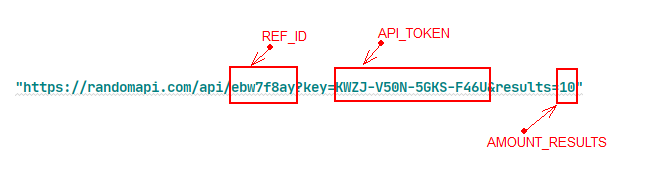 REF_ID
API_TOKEN
"https://randomapi.com/api/ebw7f8ay?key=KWZJ-V50N-5GKS-F46U&results=10"
AMOUNT_RESULTS